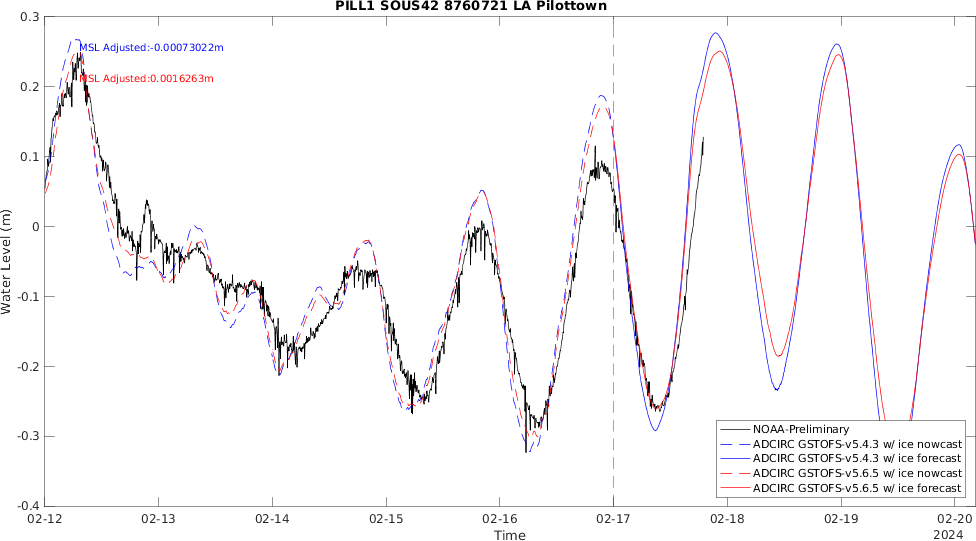 PILL1 SOUS42 8760721 LA Pilottown
0.3
0.2
0.1
0
-0.1
-0.2
-0.3
-0.4
Water Level (m)
MSL Adjusted:-0.00073022m
MSL Adjusted:0.0016263m
NOAA-Preliminary
ADCIRC GSTOFS-v5.4.3 w/ ice nowcast
ADCIRC GSTOFS-v5.4.3 w/ ice forecast
ADCIRC GSTOFS-v5.6.5 w/ ice nowcast
ADCIRC GSTOFS-v5.6.5 w/ ice forecast
02-12 02-13 02-14 02-15 02-16 02-17 02-18 02-19 02-20
Time
2024